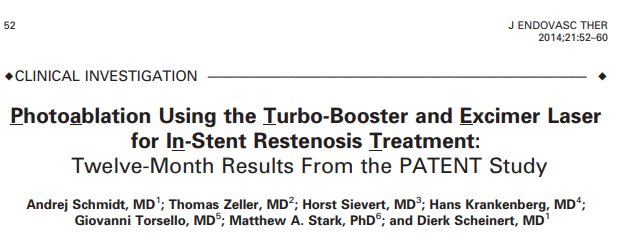 52
J ENDOVASC THER
2014;21:52–60
◆CLINICAL INVESTIGATION ◆
Photoablation Using the Turbo-Booster and Excimer Laser
for In-Stent Restenosis Treatment:
Twelve-Month Results From the PATENT Study
Andrej Schmidt, MD¹; Thomas Zeller, MD²; Horst Sievert, MD³; Hans Krankenberg, MD⁴;
Giovanni Torsello, MD⁵; Matthew A. Stark, PhD⁶; and Dierk Scheinert, MD¹